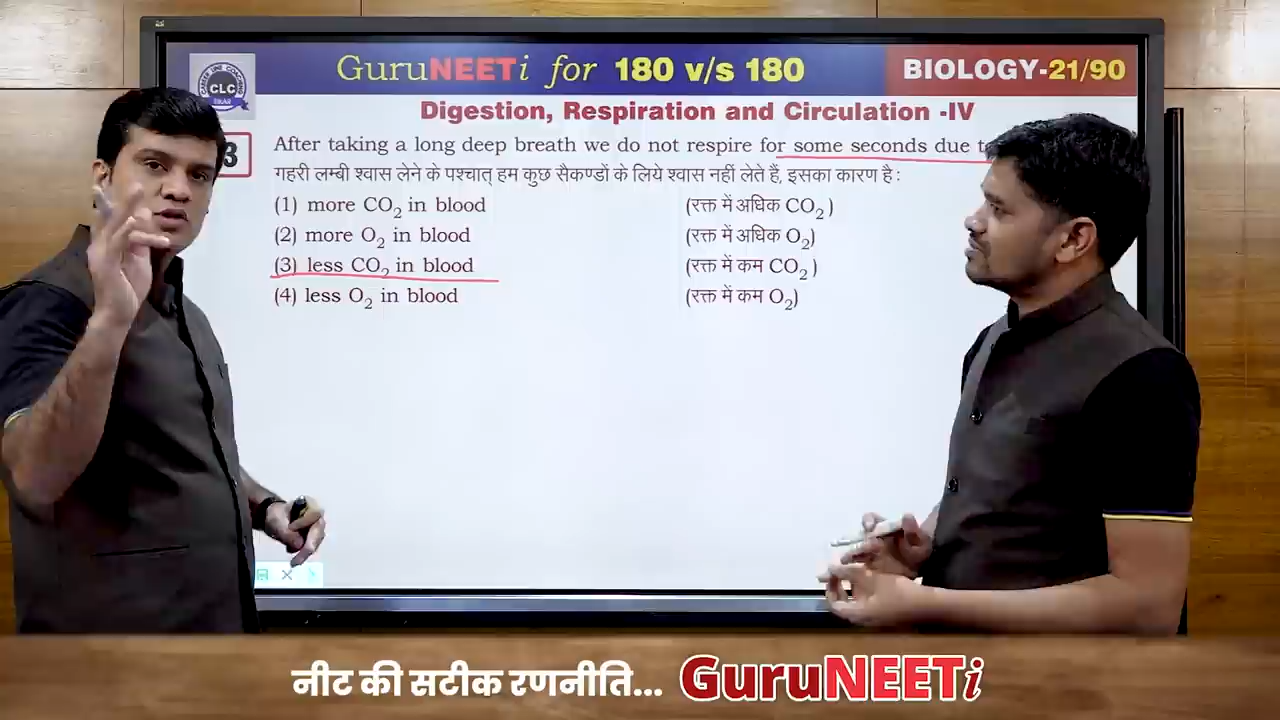 GuruNEETi for 180 v/s 180
BIOLOGY-21/90
CLC
SIKAR
Digestion, Respiration and Circulation -IV
3
After taking a long deep breath we do not respire for some seconds due
गहरी लम्बी श्वास लेने के पश्चात् हम कुछ सैकण्डों के लिये श्वास नहीं लेते हैं, इसका कारण है :
(1) more CO2 in blood (रक्त में अधिक CO2 )
(2) more O2 in blood (रक्त में अधिक O2)
(3) less CO2 in blood (रक्त में कम CO2 )
(4) less O2 in blood (रक्त में कम O2)
नीट की सटीक रणनीति... GuruNEETi